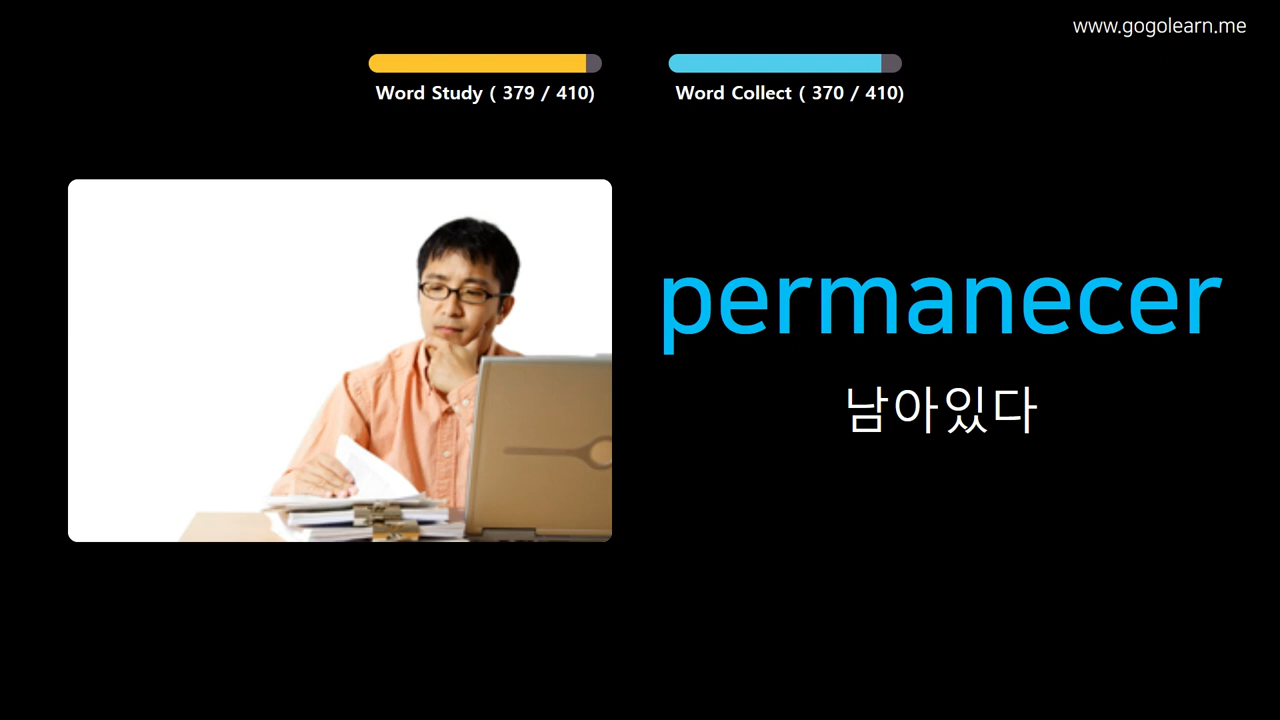 www.gogolearn.me
Word Study ( 379 / 410)
Word Collect ( 370 / 410)
permanecer
남아있다